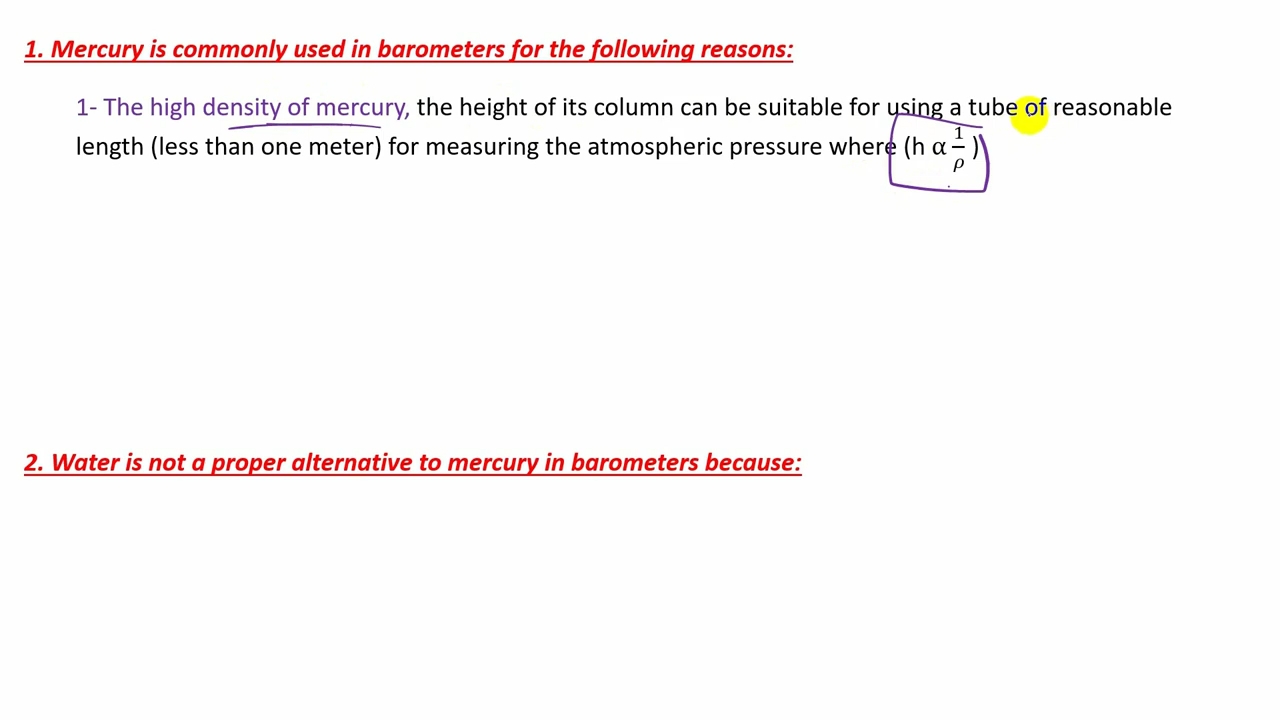 1. Mercury is commonly used in barometers for the following reasons:
1- The high density of mercury, the height of its column can be suitable for using a tube of reasonable
length (less than one meter) for measuring the atmospheric pressure where (h α 1/ρ )
2. Water is not a proper alternative to mercury in barometers because: